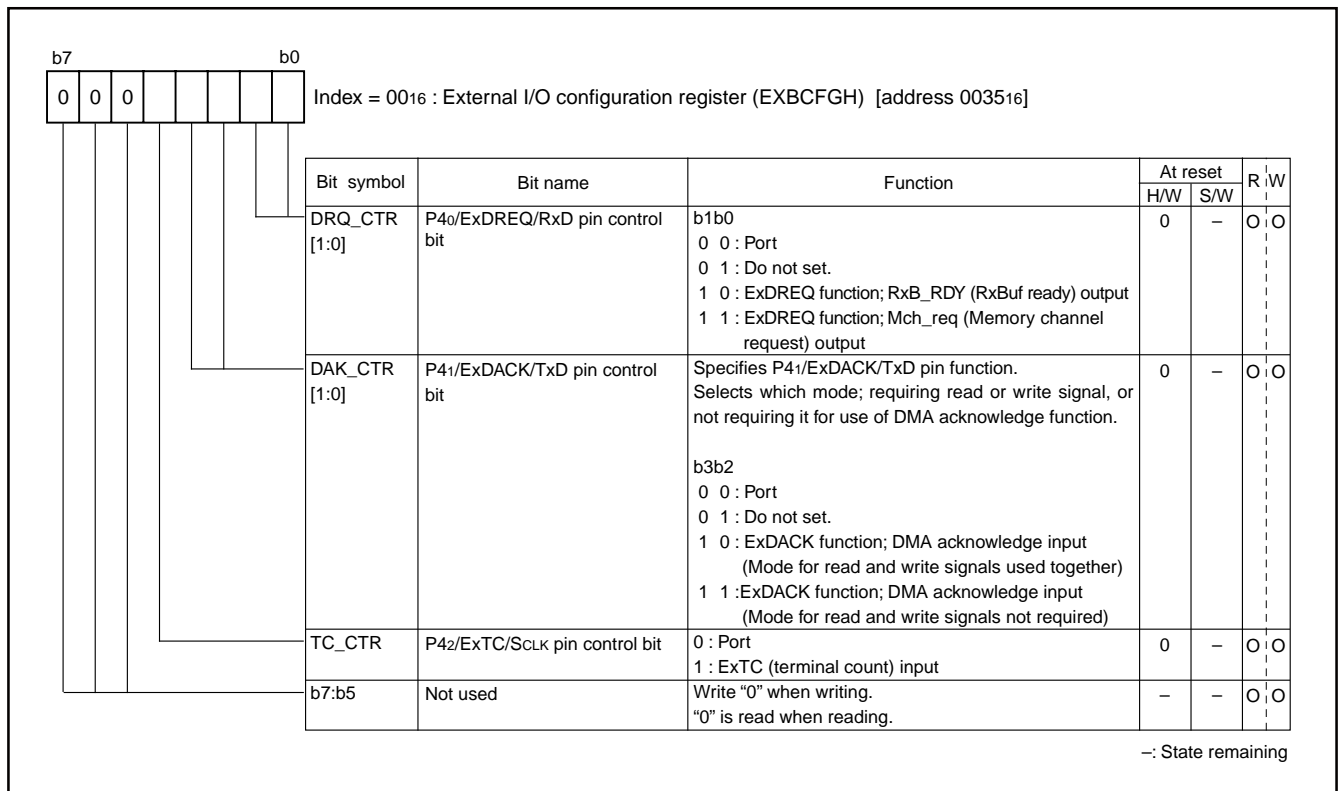 b7 b0
0 0 0 Index = 0016 : External I/O configuration register (EXBCFGH) [address 003516]
Bit symbol Bit name Function At reset R W
H/W S/W
DRQ_CTR P40/ExDREQ/RxD pin control b1b0 0 – O O
[1:0] bit 0 0 : Port
0 1 : Do not set.
1 0 : ExDREQ function; RxB_RDY (RxBuf ready) output
1 1 : ExDREQ function; Mch_req (Memory channel
request) output
DAK_CTR P41/ExDACK/TxD pin control Specifies P41/ExDACK/TxD pin function. 0 – O O
[1:0] bit Selects which mode; requiring read or write signal, or
not requiring it for use of DMA acknowledge function.
b3b2
0 0 : Port
0 1 : Do not set.
1 0 : ExDACK function; DMA acknowledge input
(Mode for read and write signals used together)
1 1 :ExDACK function; DMA acknowledge input
(Mode for read and write signals not required)
TC_CTR P42/ExTC/SCLK pin control bit 0 : Port 0 – O O
1 : ExTC (terminal count) input
b7:b5 Not used Write “0” when writing. – – O O
“0” is read when reading.
–: State remaining